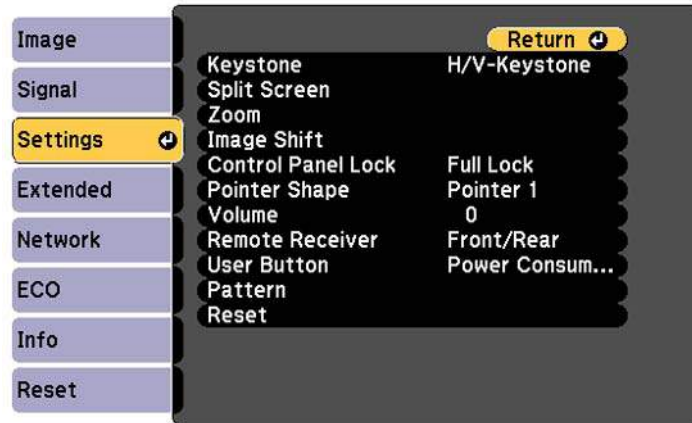 Image
Signal
Settings
Extended
Network
ECO
Info
Reset
Return
Keystone H/V-Keystone
Split Screen
Zoom
Image Shift
Control Panel Lock Full Lock
Pointer Shape Pointer 1
Volume 0
Remote Receiver Front/Rear
User Button Power Consum...
Pattern
Reset